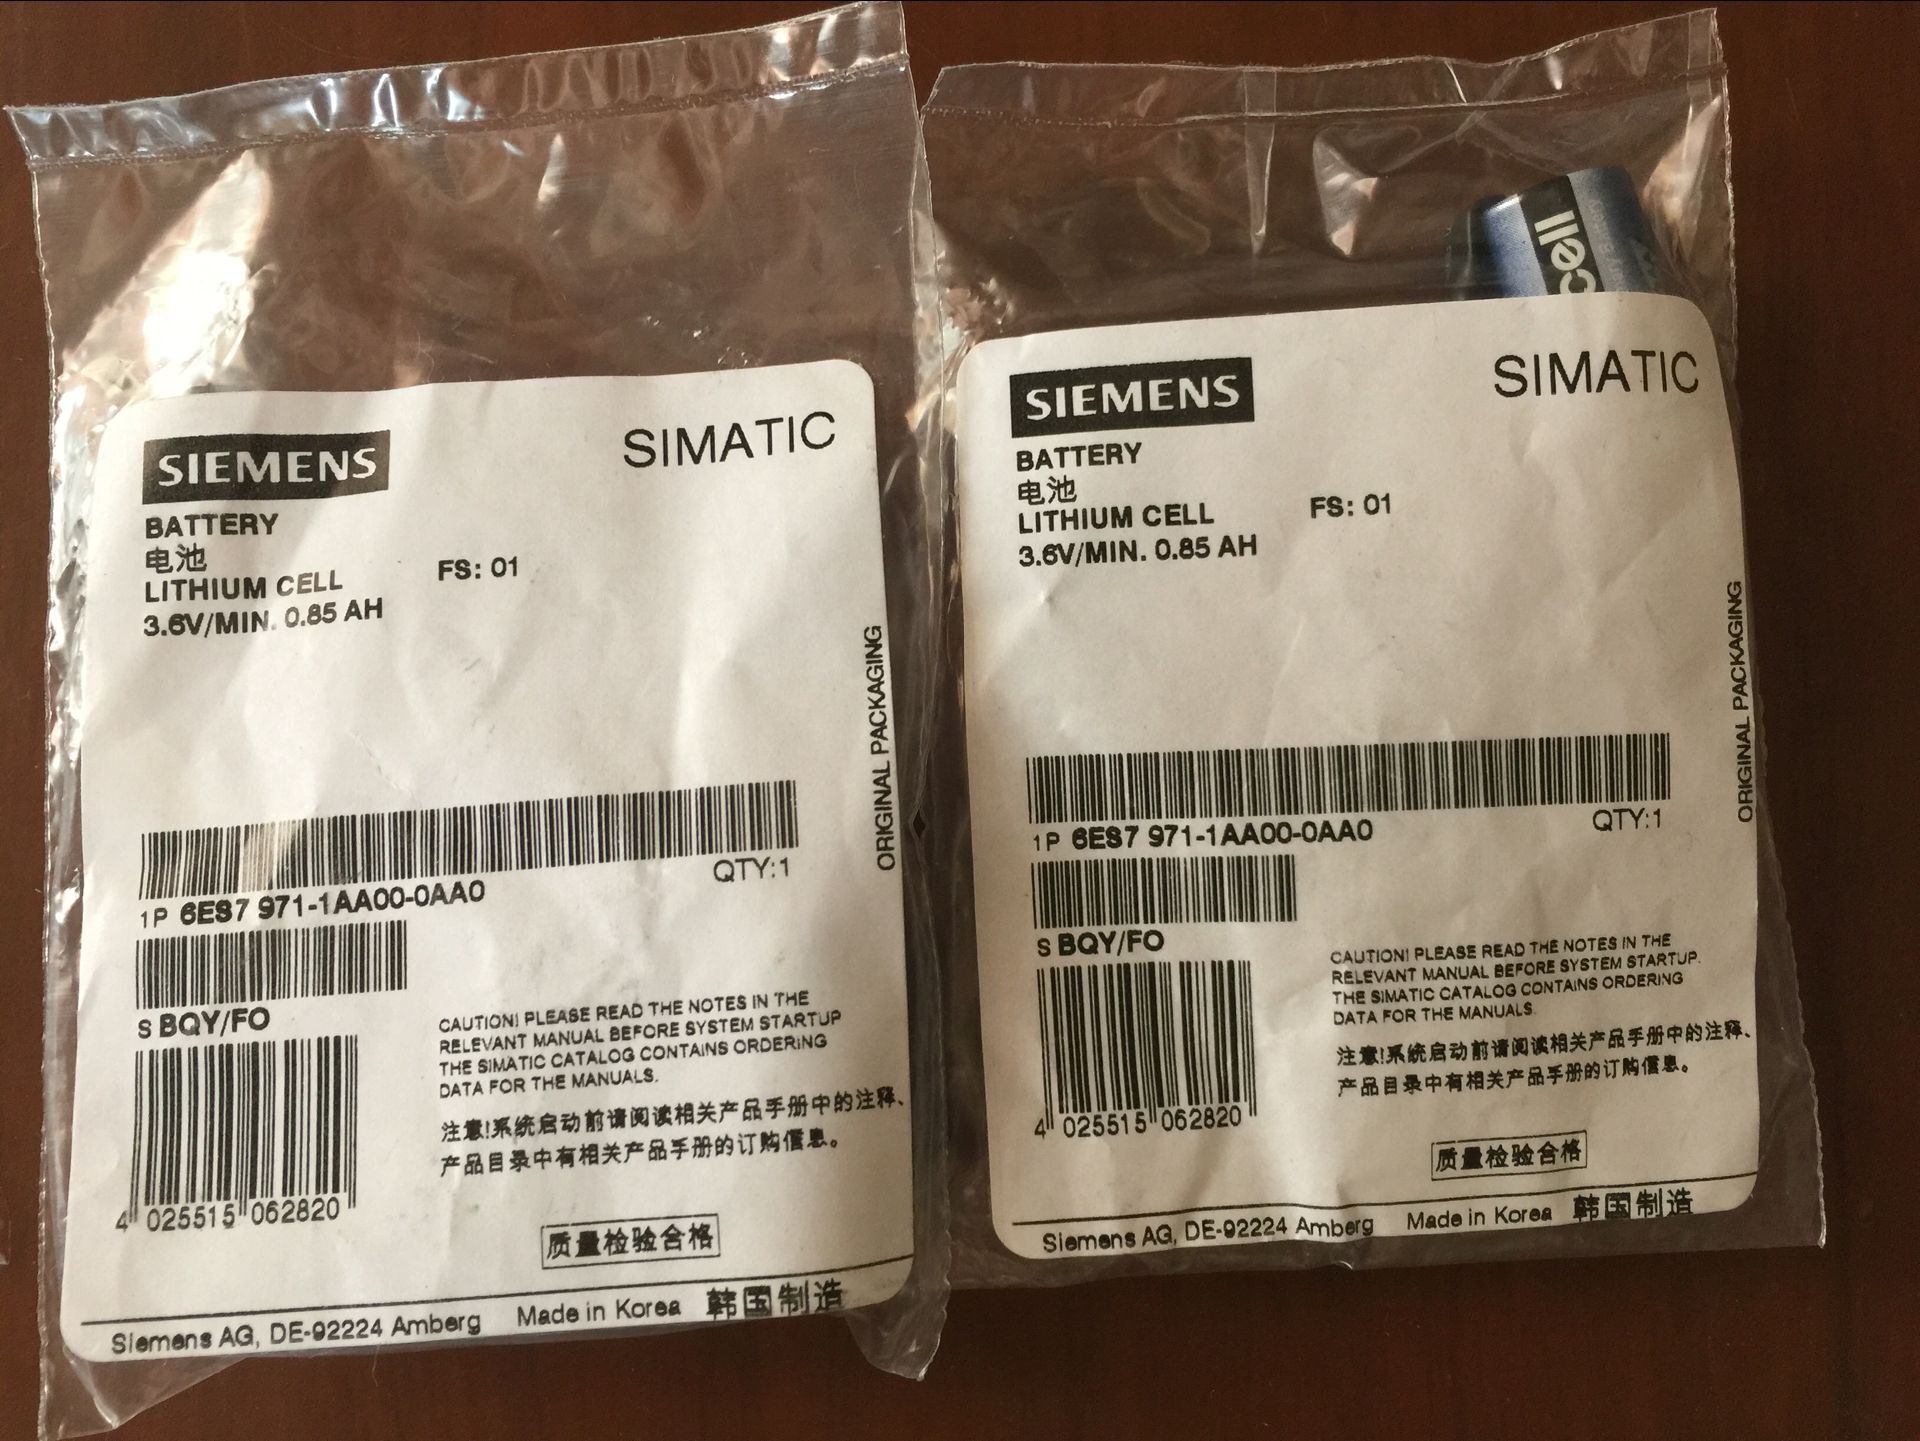 SIEMENS
SIMATIC
BATTERY
电池
LITHIUM CELL
FS: 01
3.6V/MIN. 0.85 AH
ORIGINAL PACKAGING
QTY:1
1P 6ES7 971-1AA00-0AA0
S BQY/FO
CAUTION! PLEASE READ THE NOTES IN THE
RELEVANT MANUAL BEFORE SYSTEM STARTUP
THE SIMATIC CATALOG CONTAINS ORDERING
DATA FOR THE MANUALS.
注意!系统启动前请阅读相关产品手册中的注释、
产品目录中有相关产品手册的订购信息。
4 025515 062820
质量检验合格
Siemens AG, DE-92224 Amberg Made in Korea 韩国制造
cell
SIEMENS
SIMATIC
BATTERY
电池
LITHIUM CELL
FS: 01
3.6V/MIN. 0.85 AH
ORIGINAL PACKAGING
QTY:1
1P 6ES7 971-1AA00-0AA0
S BQY/FO
CAUTION! PLEASE READ THE NOTES IN THE
RELEVANT MANUAL BEFORE SYSTEM STARTUP.
THE SIMATIC CATALOG CONTAINS ORDERING
DATA FOR THE MANUALS.
注意!系统启动前请阅读相关产品手册中的注释、
产品目录中有相关产品手册的订购信息。
4 025515 062820
质量检验合格
Siemens AG, DE-92224 Amberg Made in Korea 韩国制造